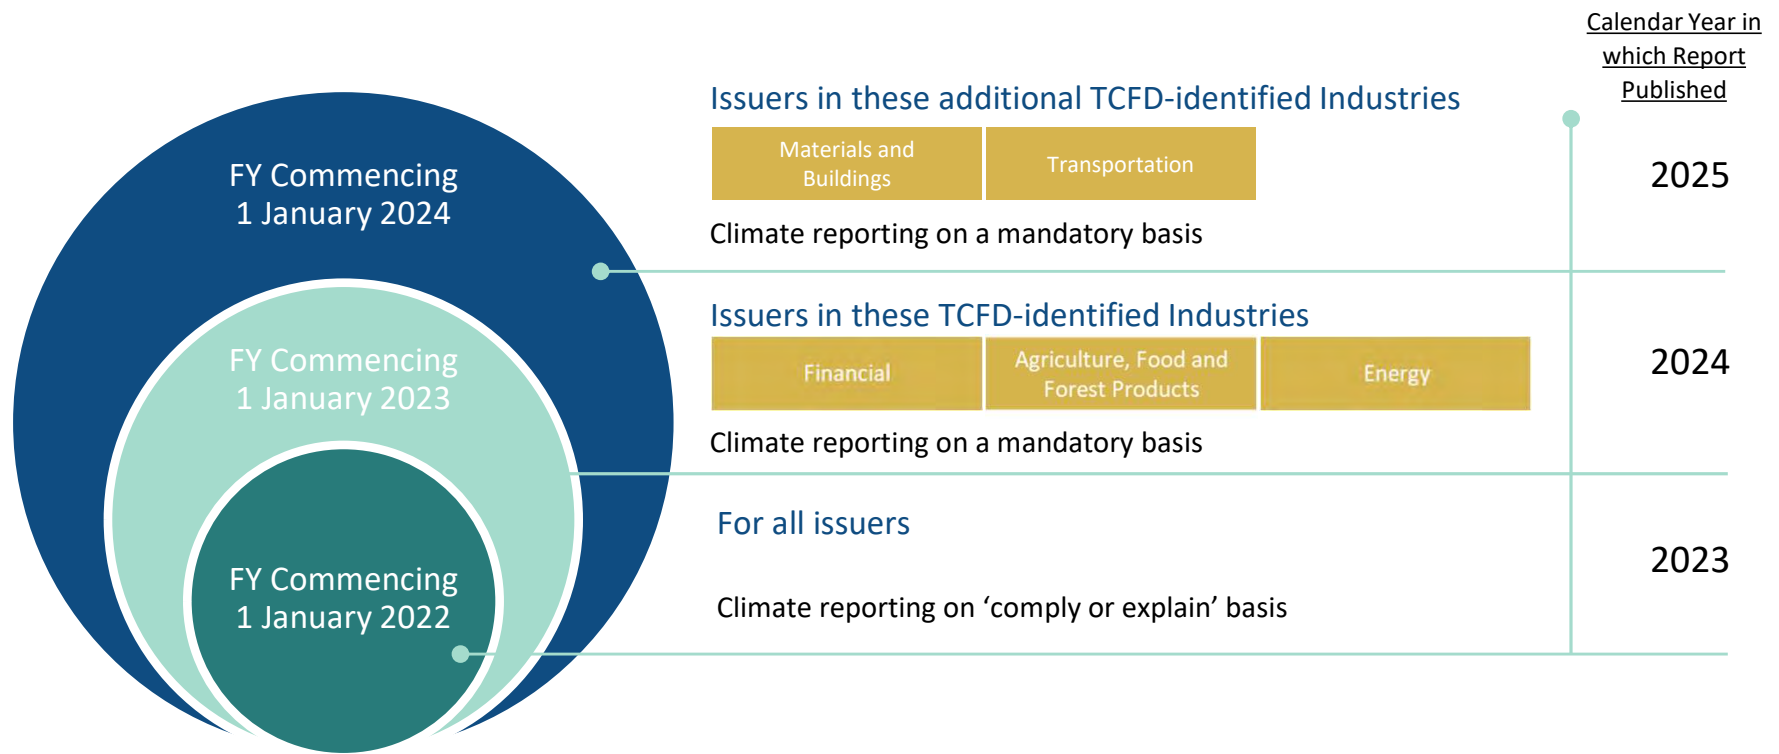 Calendar Year in
which Report
Published
FY Commencing
1 January 2024
Issuers in these additional TCFD-identified Industries
Materials and
Buildings
Transportation
Climate reporting on a mandatory basis
2025
FY Commencing
1 January 2023
Issuers in these TCFD-identified Industries
Financial
Agriculture, Food and
Forest Products
Energy
Climate reporting on a mandatory basis
2024
FY Commencing
1 January 2022
For all issuers
Climate reporting on ‘comply or explain’ basis
2023